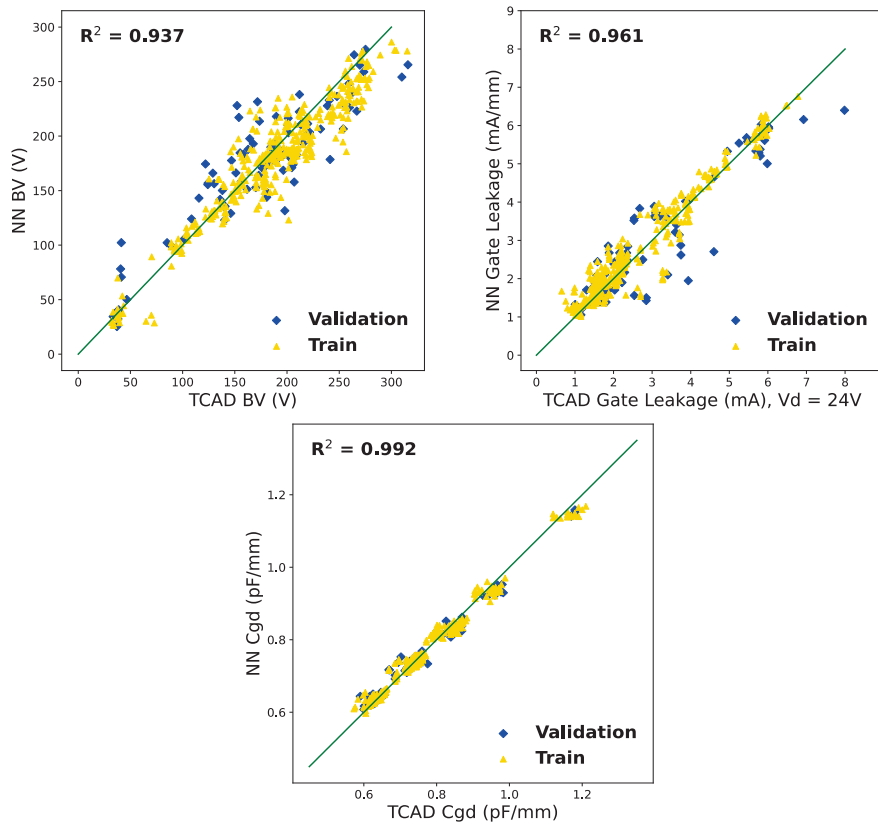 R² = 0.937
300
250
200
150
100
50
0
NN BV (V)
Validation
Train
0 50 100 150 200 250 300
TCAD BV (V)
R² = 0.961
9
8
7
6
5
4
3
2
1
0
NN Gate Leakage (mA/mm)
Validation
Train
0 1 2 3 4 5 6 7 8
TCAD Gate Leakage (mA), Vd = 24V
R² = 0.992
1.2
1.0
0.8
0.6
NN Cgd (pF/mm)
Validation
Train
0.6 0.8 1.0 1.2
TCAD Cgd (pF/mm)